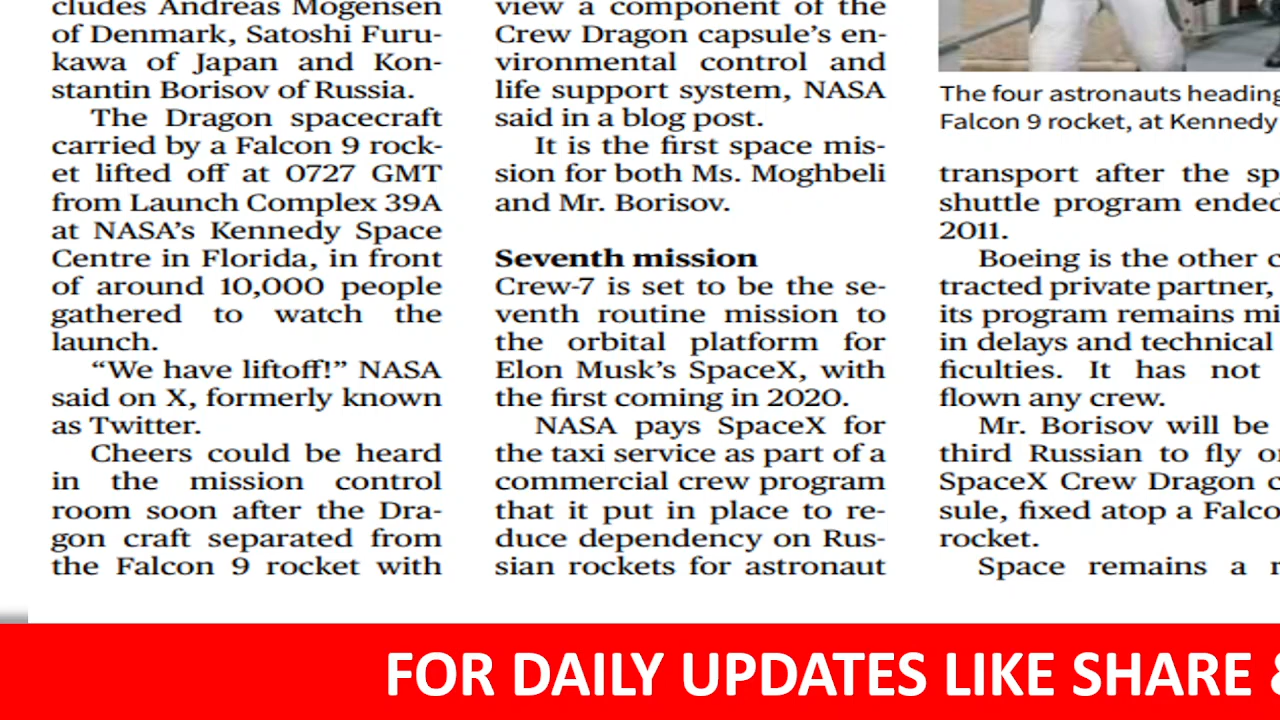 cludes Andreas Mogensen
of Denmark, Satoshi Furu-
kawa of Japan and Kon-
stantin Borisov of Russia.
The Dragon spacecraft
carried by a Falcon 9 rock-
et lifted off at 0727 GMT
from Launch Complex 39A
at NASA’s Kennedy Space
Centre in Florida, in front
of around 10,000 people
gathered to watch the
launch.
“We have liftoff!” NASA
said on X, formerly known
as Twitter.
Cheers could be heard
in the mission control
room soon after the Dra-
gon craft separated from
the Falcon 9 rocket with
view a component of the
Crew Dragon capsule’s en-
vironmental control and
life support system, NASA
said in a blog post.
It is the first space mis-
sion for both Ms. Moghbeli
and Mr. Borisov.
Seventh mission
Crew-7 is set to be the se-
venth routine mission to
the orbital platform for
Elon Musk’s SpaceX, with
the first coming in 2020.
NASA pays SpaceX for
the taxi service as part of a
commercial crew program
that it put in place to re-
duce dependency on Rus-
sian rockets for astronaut
The four astronauts heading
Falcon 9 rocket, at Kennedy
transport after the sp
shuttle program ended
2011.
Boeing is the other c
tracted private partner,
its program remains mi
in delays and technical
ficulties. It has not
flown any crew.
Mr. Borisov will be
third Russian to fly o
SpaceX Crew Dragon c
sule, fixed atop a Falco
rocket.
Space remains a r
FOR DAILY UPDATES LIKE SHARE &